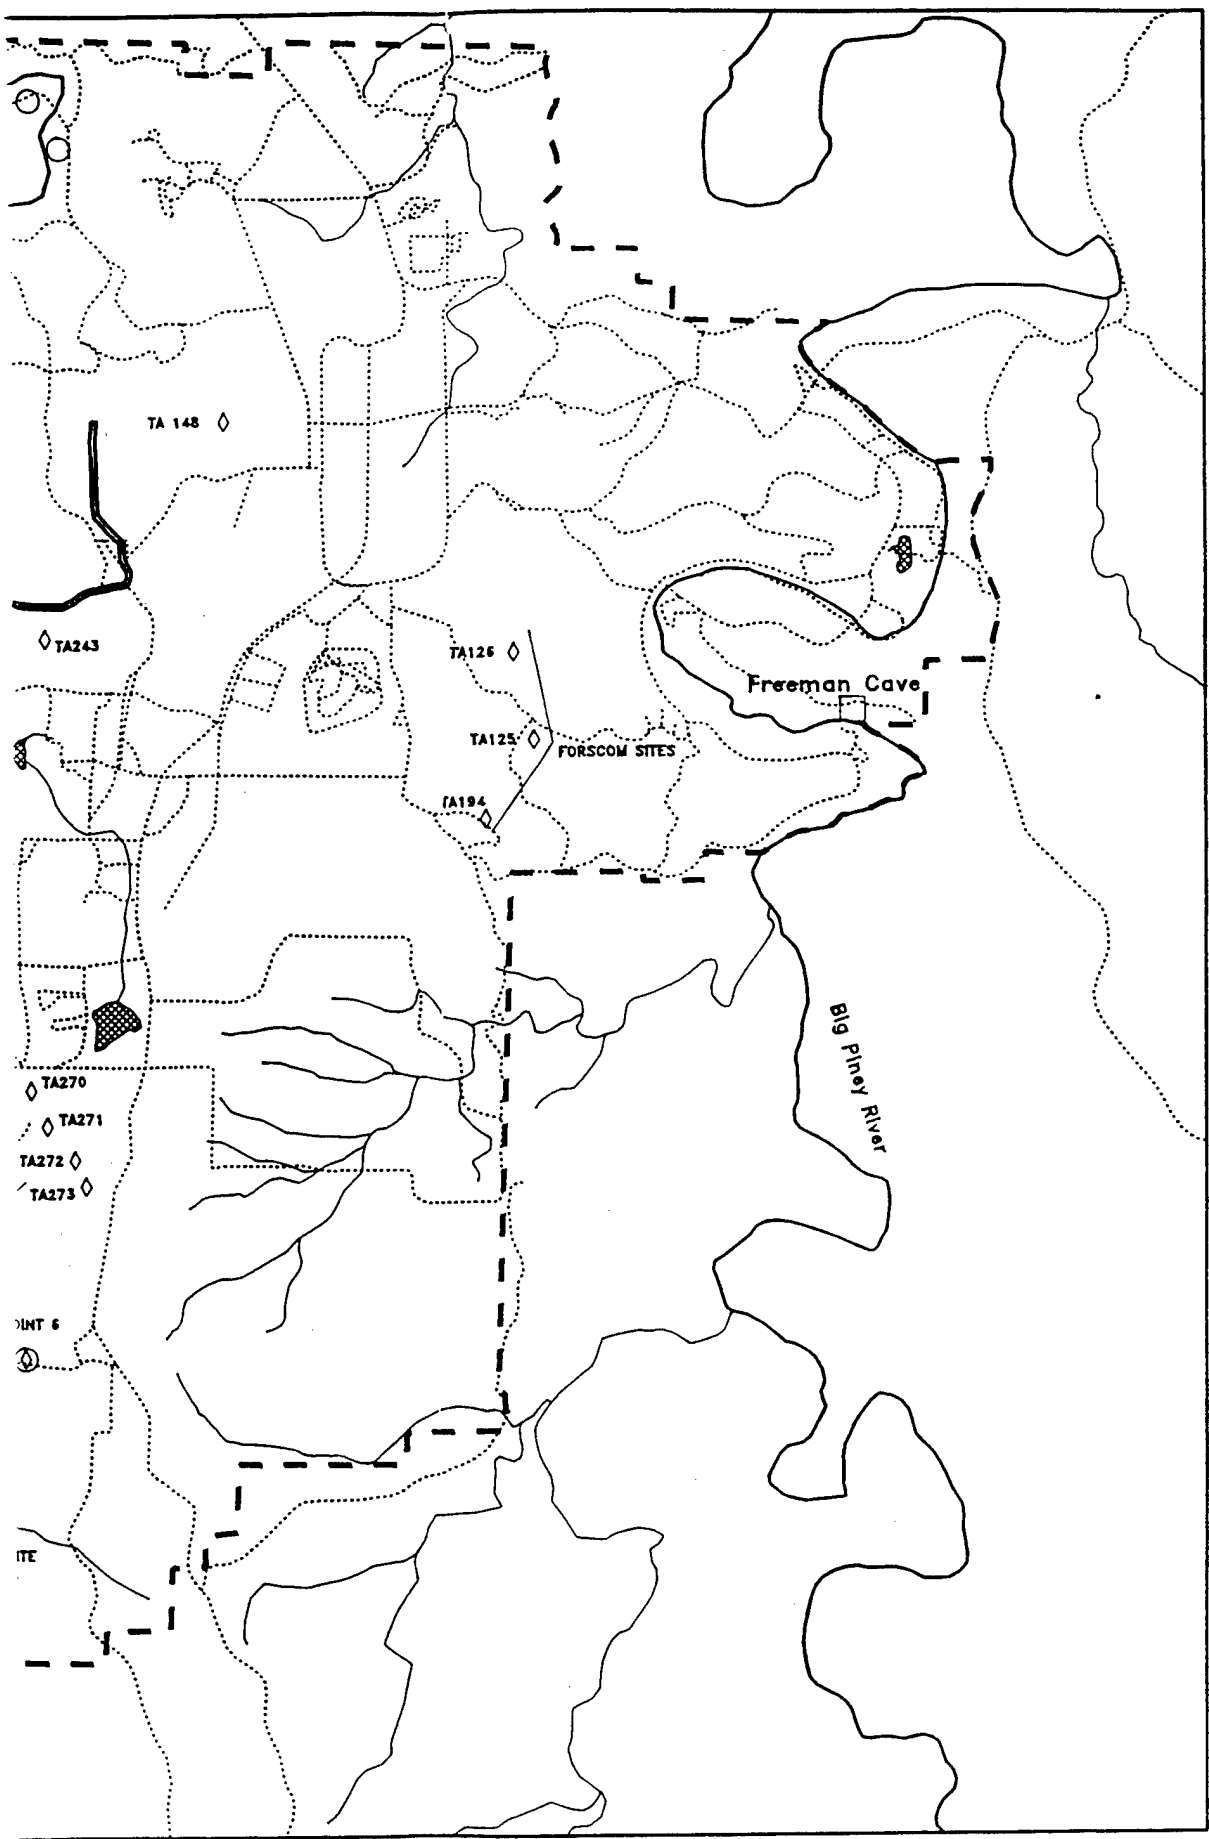 TA 148
TA243
TA126
Freeman Cave
TA125
FORSCOM SITES
TA194
Big Piney River
TA270
TA271
TA272
TA273
OINT 6
ITE